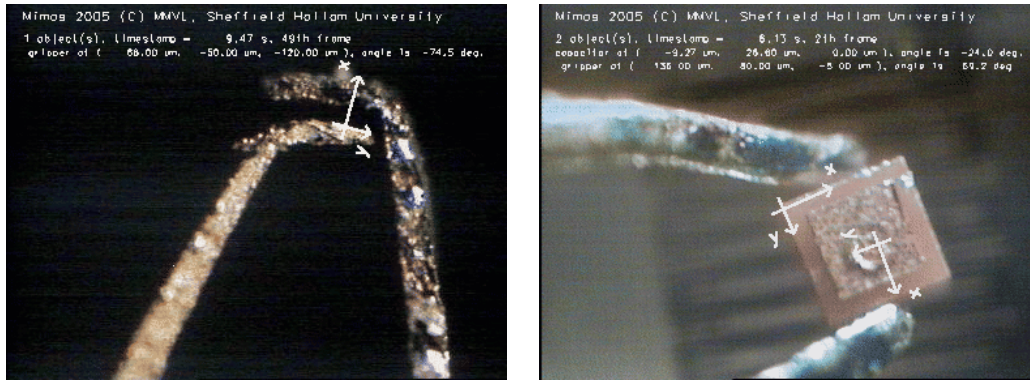 Mimas 2005 (C) MMVL, Sheffield Hallam University
1 object(s), timestamp = 9.47 s, 49th frame
gripper at ( 66.00 um, -50.00 um, -120.00 um ), angle is -74.5 deg.
x
y
Mimas 2005 (C) MMVL, Sheffield Hallam University
2 object(s), timestamp = 6.13 s, 21th frame
capacitor at ( -9.27 um, 26.60 um, 0.00 um ), angle is -24.0 deg.
gripper at ( 136.00 um, 80.00 um, -5.00 um ), angle is 69.2 deg
x
y
y
x